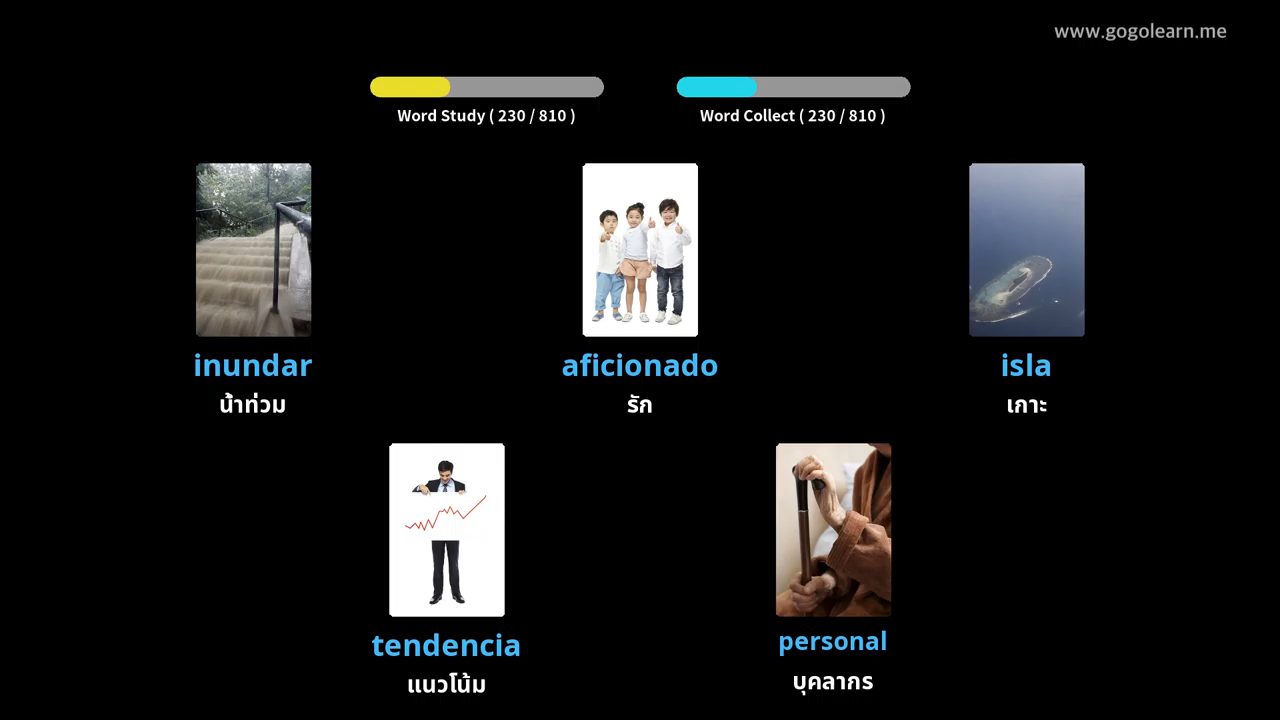 www.gogolearn.me
Word Study ( 230 / 810 )
Word Collect ( 230 / 810 )
inundar
น้ำท่วม
aficionado
รัก
isla
เกาะ
tendencia
แนวโน้ม
personal
บุคลากร